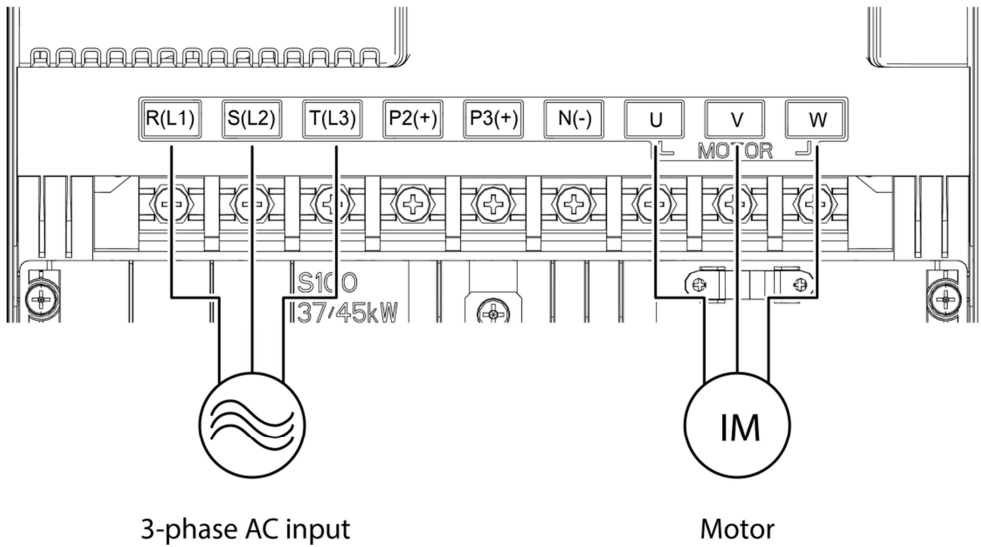 R(L1) S(L2) T(L3) P2(+) P3(+) N(-) U V W
MOTOR
S100
37/45kW
IM
3-phase AC input Motor